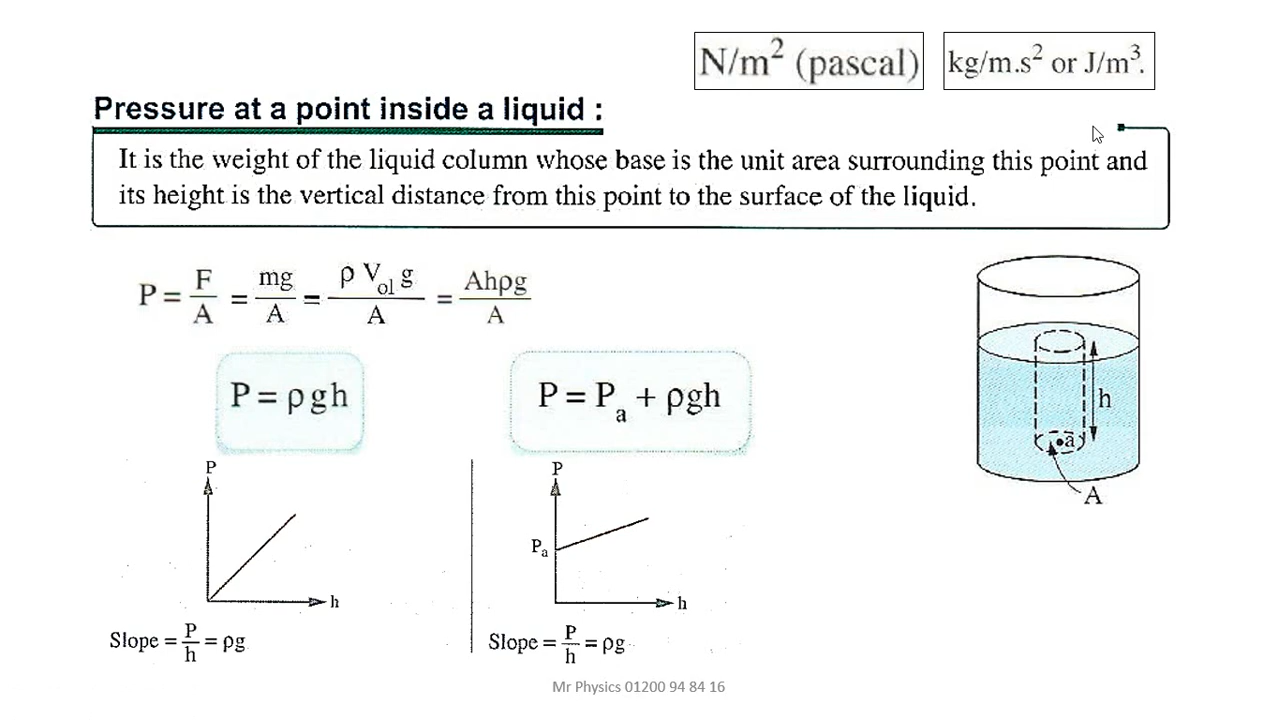 N/m² (pascal)
kg/m.s² or J/m³.
Pressure at a point inside a liquid :
It is the weight of the liquid column whose base is the unit area surrounding this point and
its height is the vertical distance from this point to the surface of the liquid.
P = F/A = mg/A = ρ Vol g/A = Ahρg/A
P = ρgh
P = Pa + ρgh
h
a
A
P
h
Slope = P/h = ρg
P
Pa
h
Slope = P/h = ρg
Mr Physics 01200 94 84 16